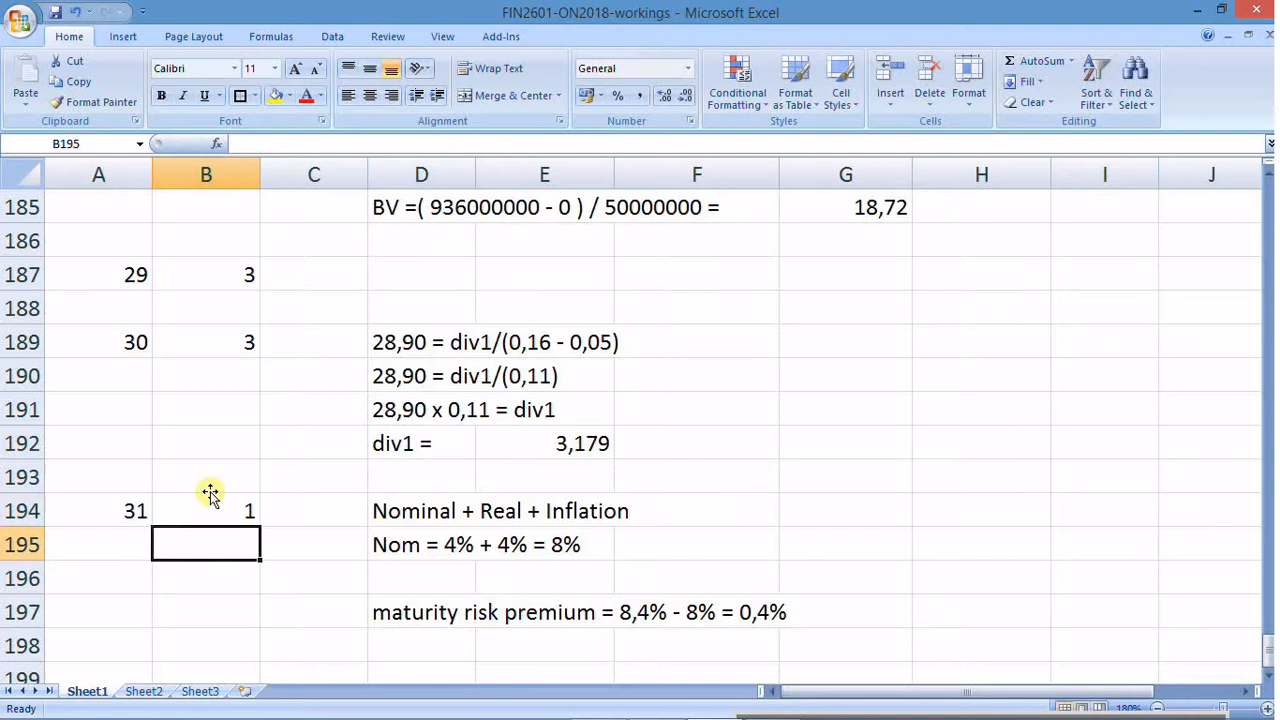 FIN2601-ON2018-workings - Microsoft Excel
Home Insert Page Layout Formulas Data Review View Add-Ins
Paste
Cut
Copy
Format Painter
Clipboard
Calibri 11
B I U
Font
Wrap Text
Merge & Center
Alignment
General
Number
Conditional Formatting
Format as Table
Cell Styles
Styles
Insert
Delete
Format
Cells
Σ AutoSum
Fill
Clear
Sort & Filter
Find & Select
Editing
B195 fx
A B C D E F G H I J
185 BV =( 936000000 - 0 ) / 50000000 = 18,72
186
187 29 3
188
189 30 3 28,90 = div1/(0,16 - 0,05)
190 28,90 = div1/(0,11)
191 28,90 x 0,11 = div1
192 div1 = 3,179
193
194 31 1 Nominal + Real + Inflation
195 Nom = 4% + 4% = 8%
196
197 maturity risk premium = 8,4% - 8% = 0,4%
198
199
Sheet1 Sheet2 Sheet3
Ready 180%